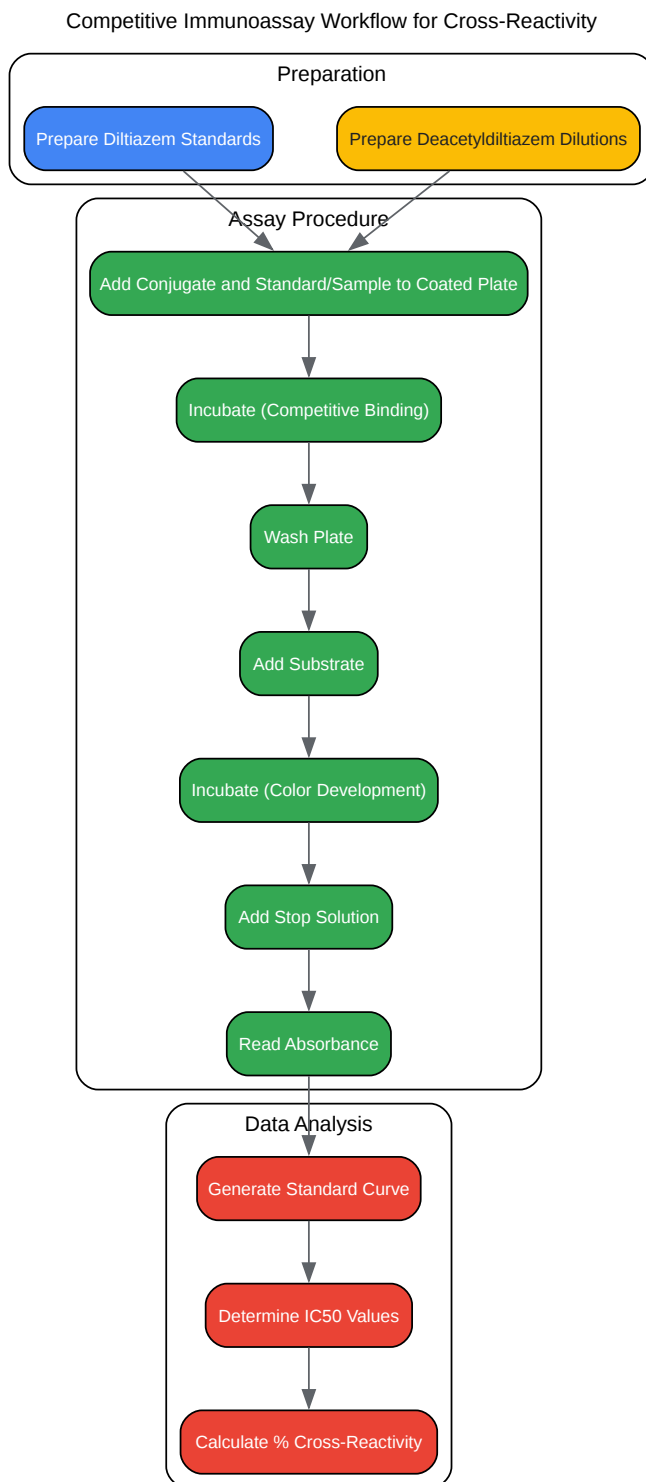 Competitive Immunoassay Workflow for Cross-Reactivity
Preparation
Prepare Diltiazem Standards
Prepare Deacetyldiltiazem Dilutions
Assay Procedure
Add Conjugate and Standard/Sample to Coated Plate
Incubate (Competitive Binding)
Wash Plate
Add Substrate
Incubate (Color Development)
Add Stop Solution
Read Absorbance
Data Analysis
Generate Standard Curve
Determine IC50 Values
Calculate % Cross-Reactivity